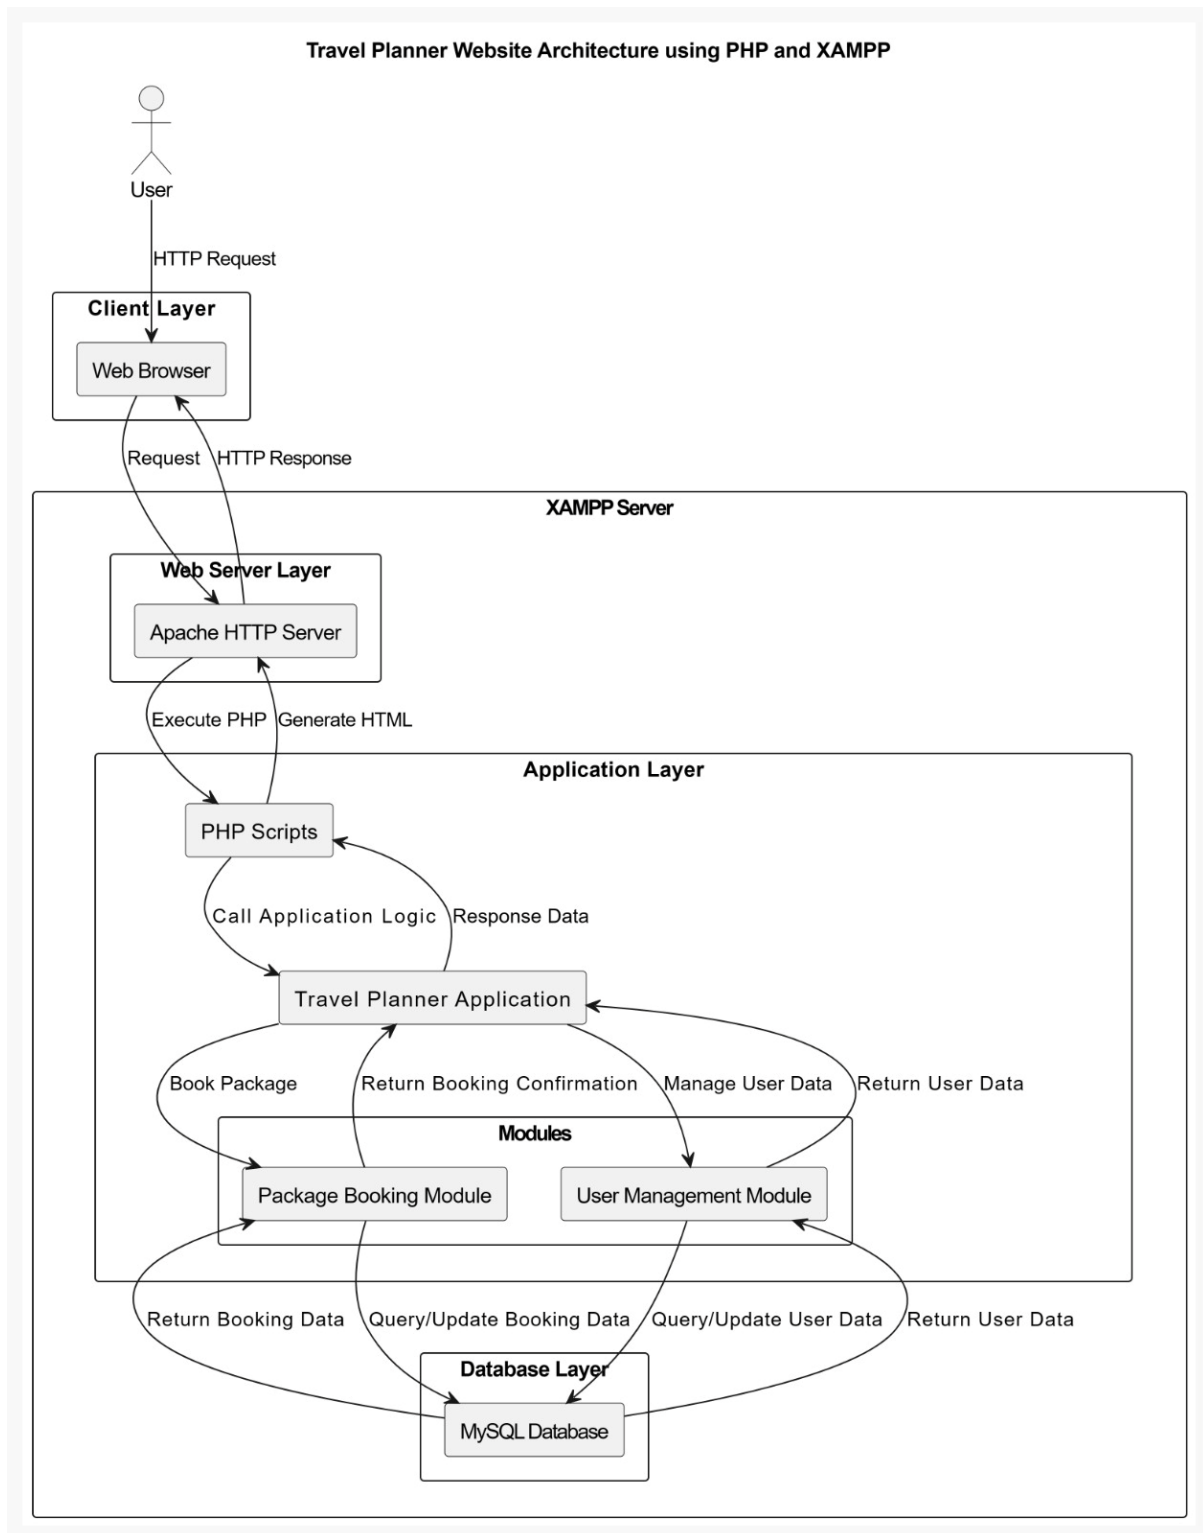 Travel Planner Website Architecture using PHP and XAMPP
User
HTTP Request
Client Layer
Web Browser
Request
HTTP Response
XAMPP Server
Web Server Layer
Apache HTTP Server
Execute PHP
Generate HTML
Application Layer
PHP Scripts
Call Application Logic
Response Data
Travel Planner Application
Book Package
Return Booking Confirmation
Manage User Data
Return User Data
Modules
Package Booking Module
User Management Module
Return Booking Data
Query/Update Booking Data
Query/Update User Data
Return User Data
Database Layer
MySQL Database